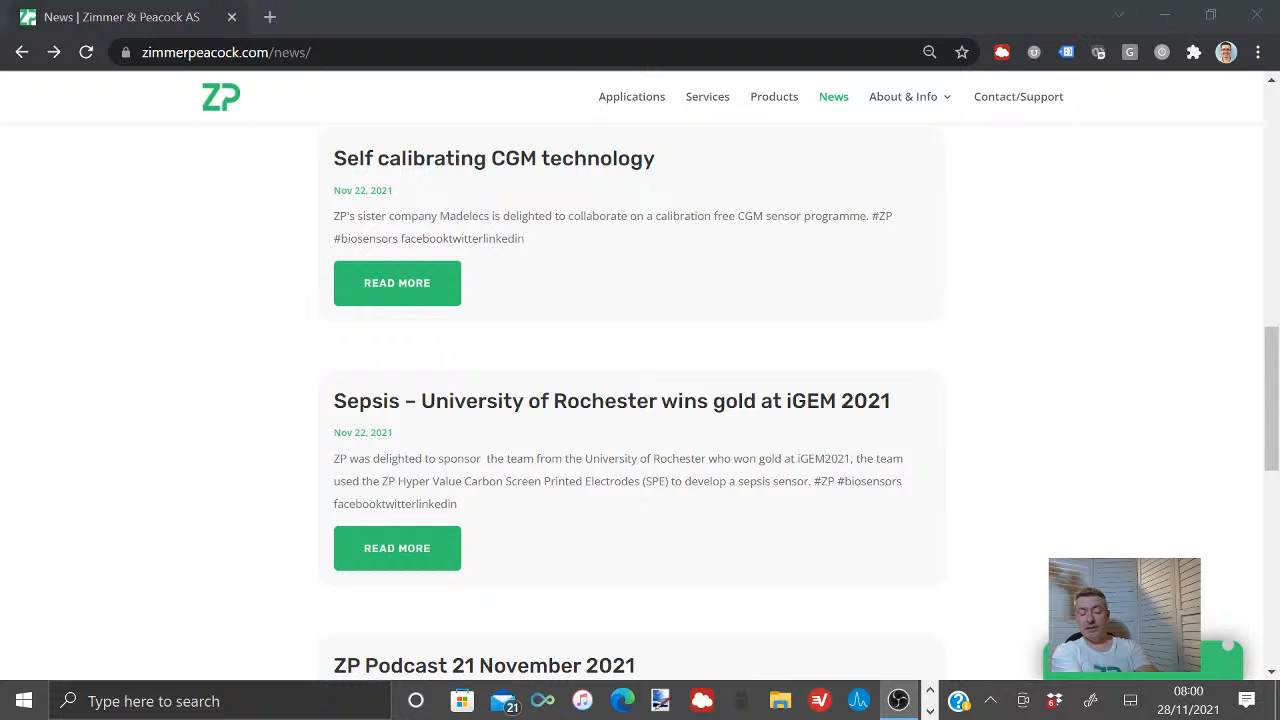 News | Zimmer & Peacock AS
zimmerpeacock.com/news/
G
ZP
Applications
Services
Products
News
About & Info
Contact/Support
Self calibrating CGM technology
Nov 22, 2021
ZP's sister company Madelecs is delighted to collaborate on a calibration free CGM sensor programme. #ZP
#biosensors facebooktwitterlinkedin
READ MORE
Sepsis – University of Rochester wins gold at iGEM 2021
Nov 22, 2021
ZP was delighted to sponsor the team from the University of Rochester who won gold at iGEM2021, the team
used the ZP Hyper Value Carbon Screen Printed Electrodes (SPE) to develop a sepsis sensor. #ZP #biosensors
facebooktwitterlinkedin
READ MORE
ZP Podcast 21 November 2021
Type here to search
21
6
08:00
28/11/2021